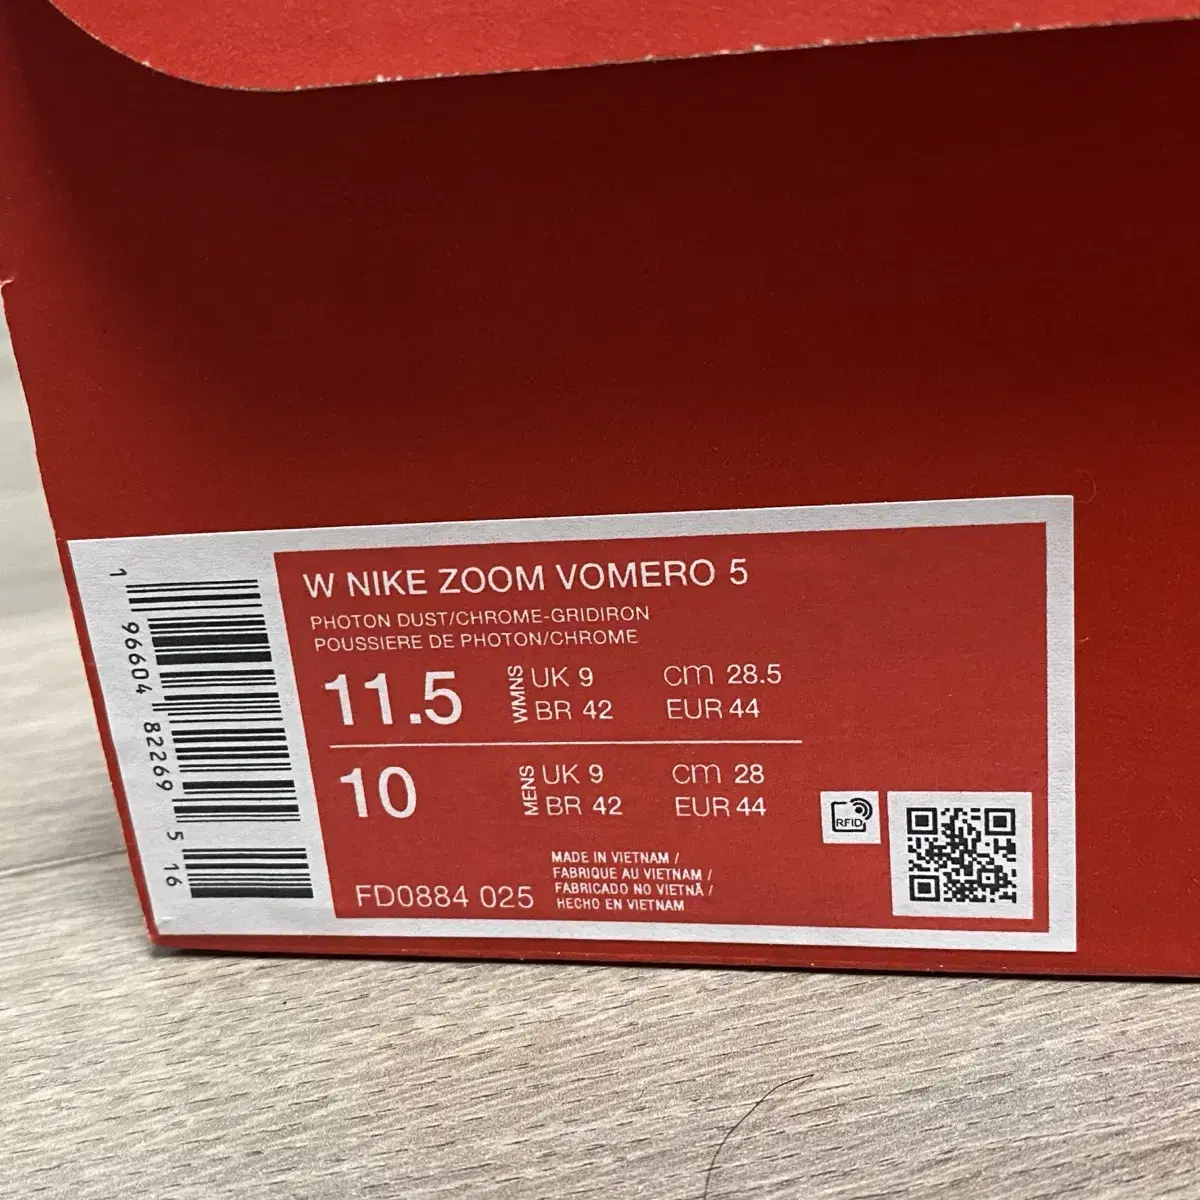 1 96604 82269 5 16
W NIKE ZOOM VOMERO 5
PHOTON DUST/CHROME-GRIDIRON
POUSSIERE DE PHOTON/CHROME
11.5 WMNS UK 9 cm 28.5
BR 42 EUR 44
10 MENS UK 9 cm 28
BR 42 EUR 44
RFID
FD0884 025
MADE IN VIETNAM /
FABRIQUE AU VIETNAM /
FABRICADO NO VIETNÃ /
HECHO EN VIETNAM